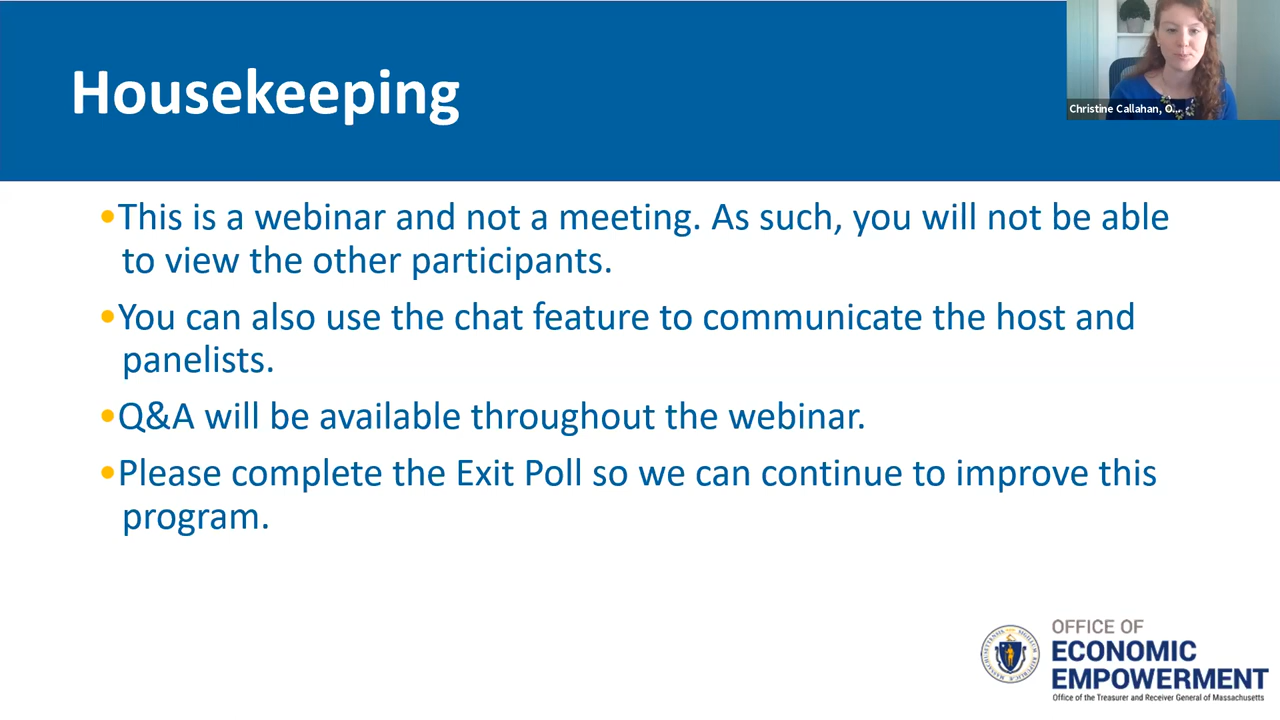 Housekeeping
Christine Callahan, O...
•This is a webinar and not a meeting. As such, you will not be able
to view the other participants.
•You can also use the chat feature to communicate the host and
panelists.
•Q&A will be available throughout the webinar.
•Please complete the Exit Poll so we can continue to improve this
program.
OFFICE OF
ECONOMIC
EMPOWERMENT
Office of the Treasurer and Receiver General of Massachusetts